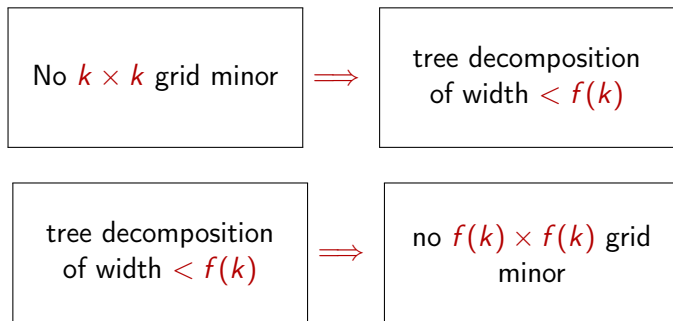 No k × k grid minor ⟹ tree decomposition
of width < f(k)
tree decomposition
of width < f(k) ⟹ no f(k) × f(k) grid
minor